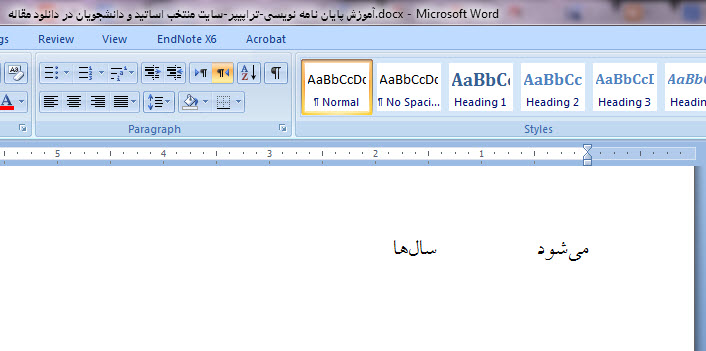 آموزش پایان نامه نویسی-ترابیپر-سایت منتخب اساتید و دانشجویان در دانلود مقاله.docx - Microsoft Word
gs Review View EndNote X6 Acrobat
AaBbCcDc AaBbCcDc AaBbC AaBbCc AaBbCcI AaBbCc
¶ Normal ¶ No Spaci... Heading 1 Heading 2 Heading 3 Headin
Paragraph Styles
5 4 3 2 1
می‌شود سال‌ها